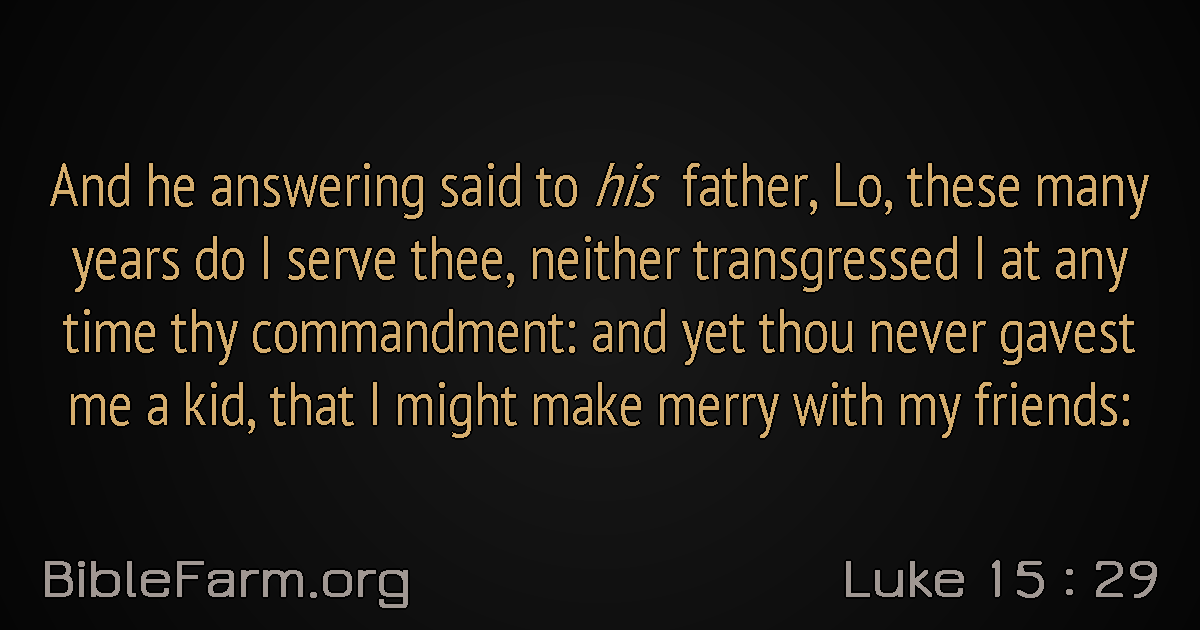 And he answering said to his father, Lo, these many
years do I serve thee, neither transgressed I at any
time thy commandment: and yet thou never gavest
me a kid, that I might make merry with my friends:
BibleFarm.org
Luke 15 : 29